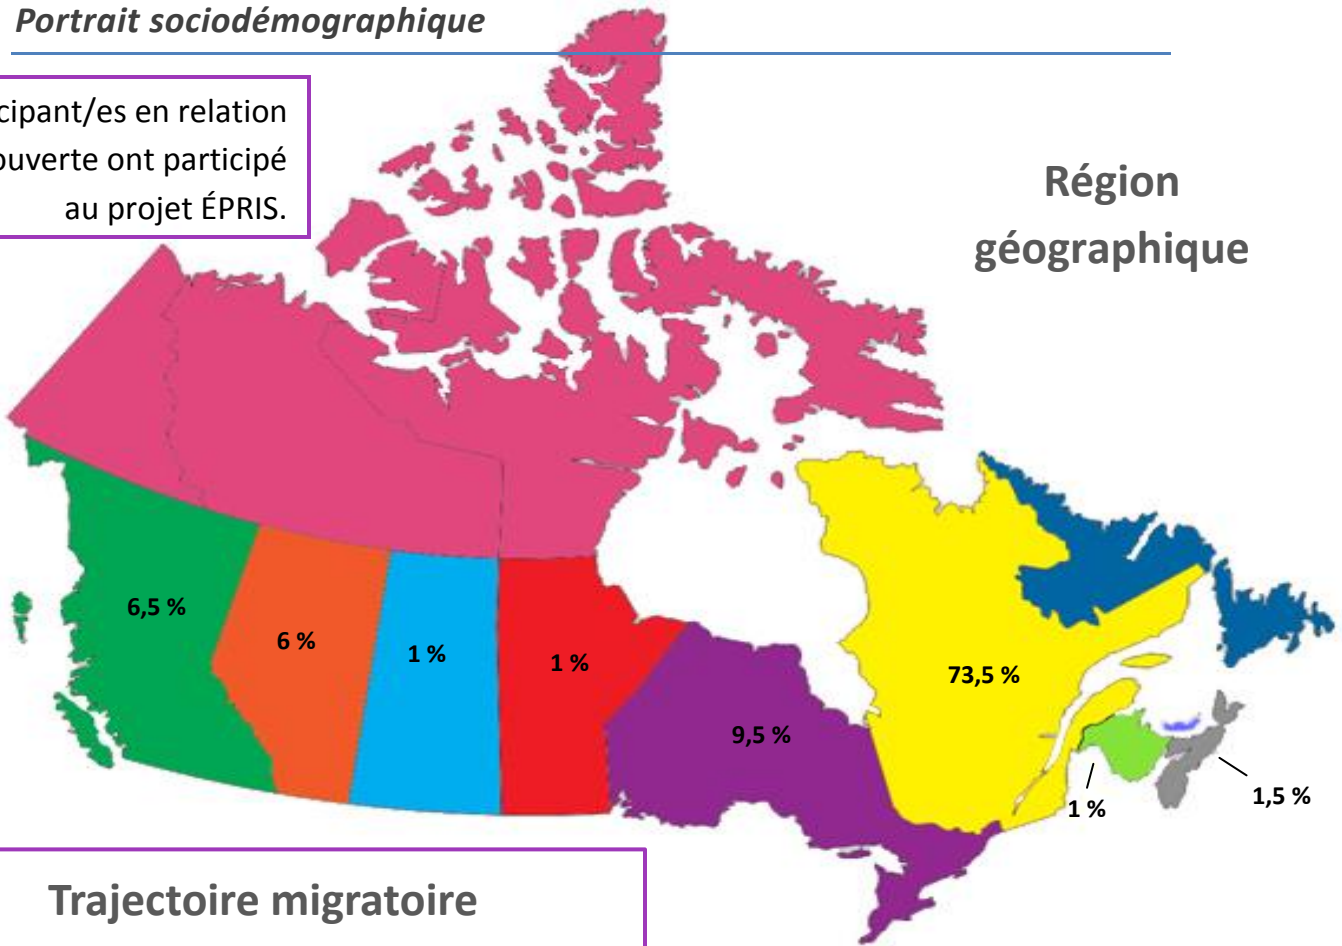 Portrait sociodémographique
cipant/es en relation
ouverte ont participé
au projet ÉPRIS.
Région
géographique
6,5 %
6 %
1 %
1 %
9,5 %
73,5 %
1 %
1,5 %
Trajectoire migratoire